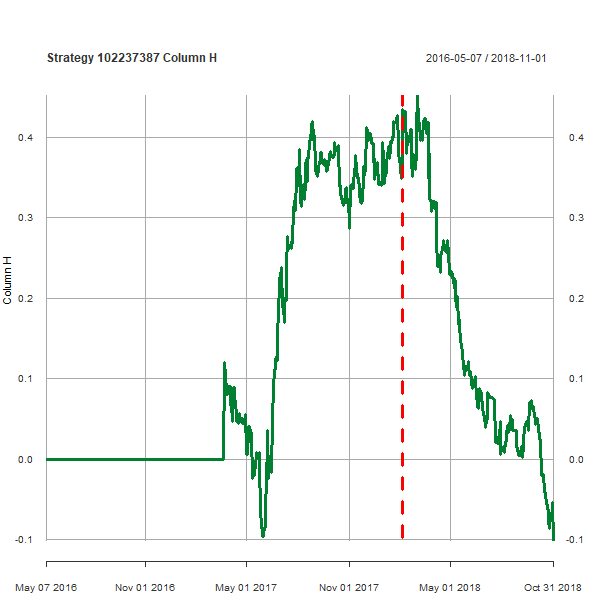 Strategy 102237387 Column H
2016-05-07 / 2018-11-01
Column H
0.4
0.3
0.2
0.1
0.0
-0.1
0.4
0.3
0.2
0.1
0.0
-0.1
May 07 2016
Nov 01 2016
May 01 2017
Nov 01 2017
May 01 2018
Oct 31 2018